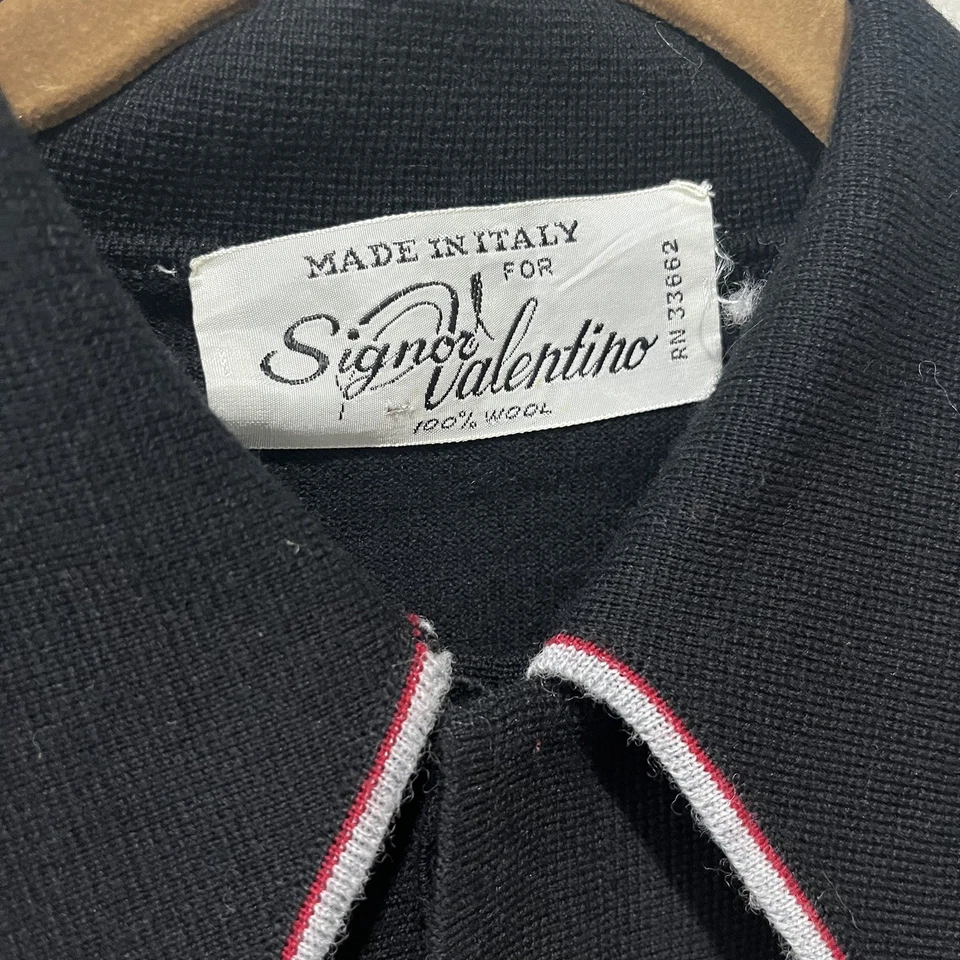 MADE IN ITALY
FOR
Signor
Valentino
100% WOOL
RN 33662